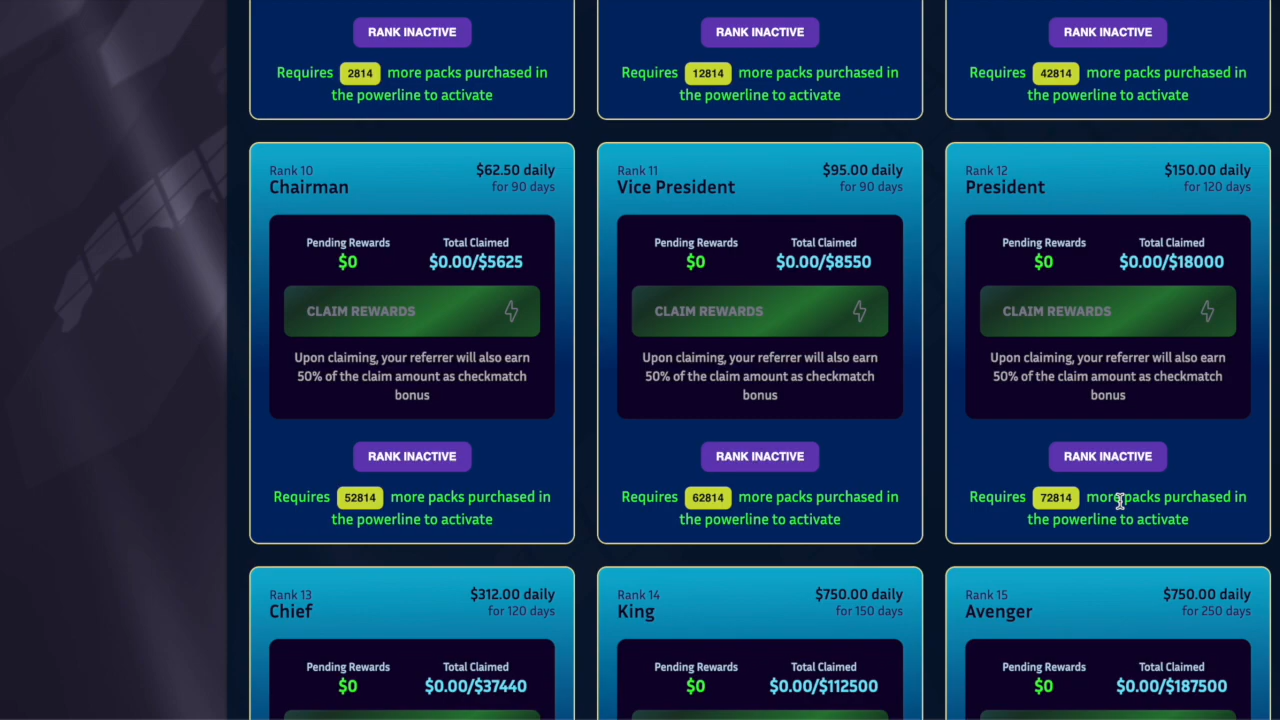 RANK INACTIVE
Requires 2814 more packs purchased in
the powerline to activate
RANK INACTIVE
Requires 12814 more packs purchased in
the powerline to activate
RANK INACTIVE
Requires 42814 more packs purchased in
the powerline to activate
Rank 10
Chairman
$62.50 daily
for 90 days
Pending Rewards
$0
Total Claimed
$0.00/$5625
CLAIM REWARDS
Upon claiming, your referrer will also earn
50% of the claim amount as checkmatch
bonus
RANK INACTIVE
Requires 52814 more packs purchased in
the powerline to activate
Rank 11
Vice President
$95.00 daily
for 90 days
Pending Rewards
$0
Total Claimed
$0.00/$8550
CLAIM REWARDS
Upon claiming, your referrer will also earn
50% of the claim amount as checkmatch
bonus
RANK INACTIVE
Requires 62814 more packs purchased in
the powerline to activate
Rank 12
President
$150.00 daily
for 120 days
Pending Rewards
$0
Total Claimed
$0.00/$18000
CLAIM REWARDS
Upon claiming, your referrer will also earn
50% of the claim amount as checkmatch
bonus
RANK INACTIVE
Requires 72814 more packs purchased in
the powerline to activate
Rank 13
Chief
$312.00 daily
for 120 days
Pending Rewards
$0
Total Claimed
$0.00/$37440
Rank 14
King
$750.00 daily
for 150 days
Pending Rewards
$0
Total Claimed
$0.00/$112500
Rank 15
Avenger
$750.00 daily
for 250 days
Pending Rewards
$0
Total Claimed
$0.00/$187500